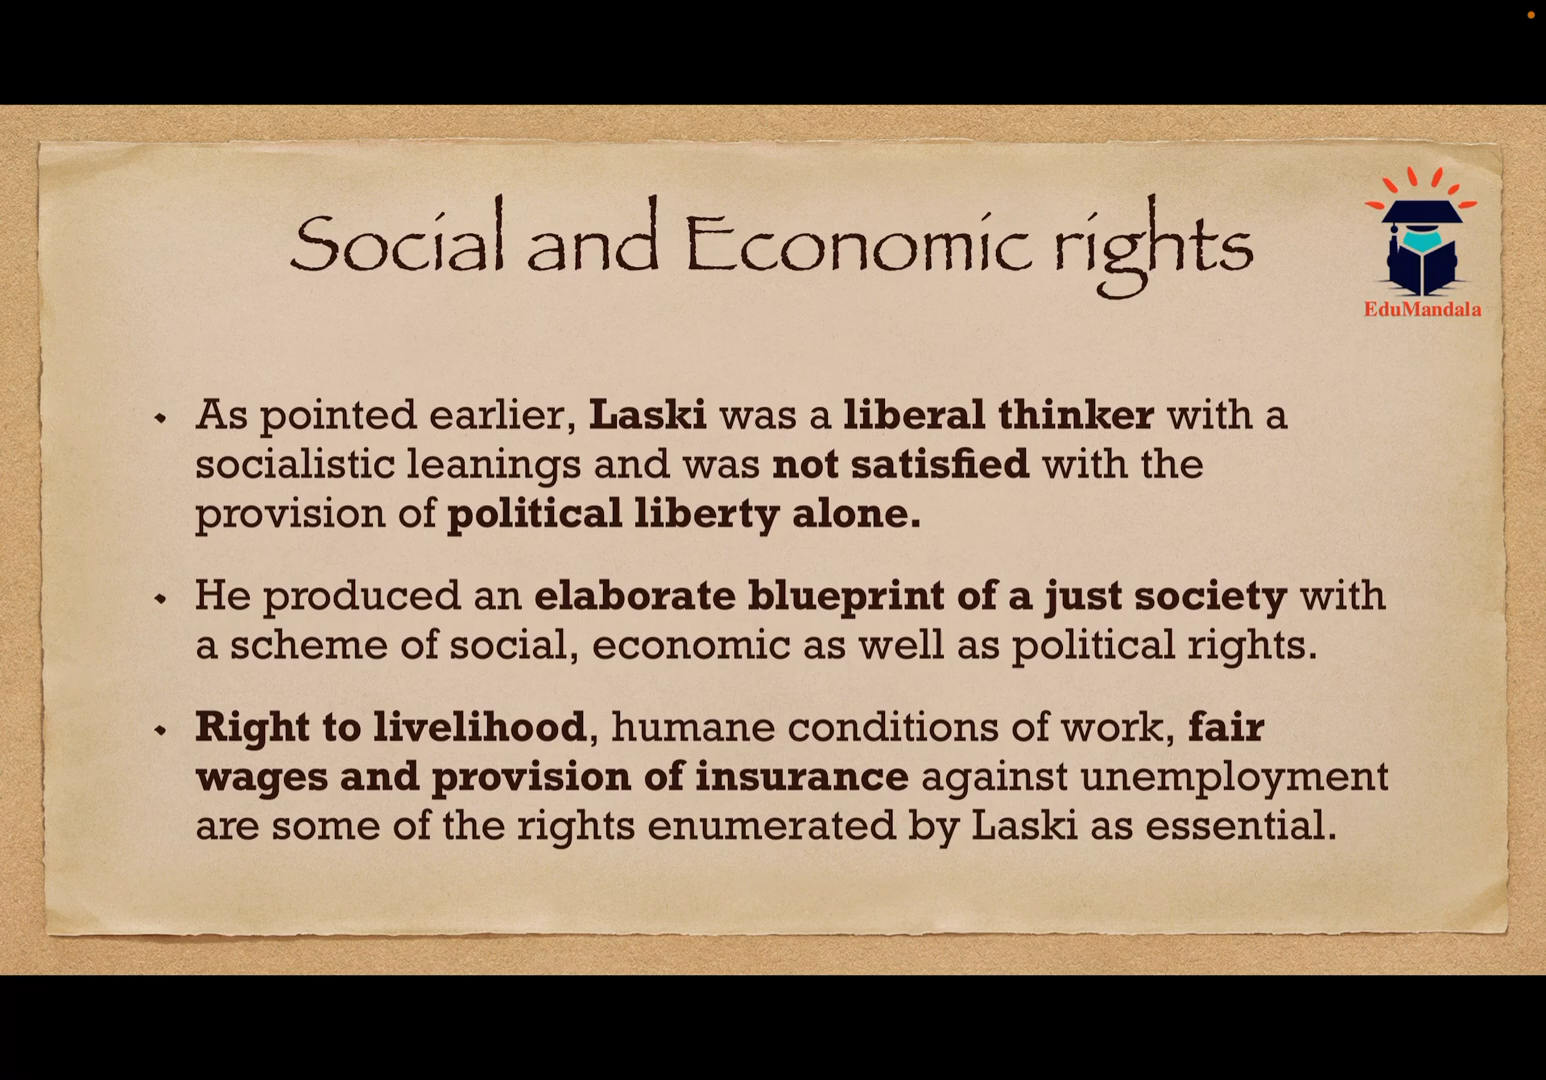 Social and Economic rights
EduMandala
As pointed earlier, Laski was a liberal thinker with a
socialistic leanings and was not satisfied with the
provision of political liberty alone.
He produced an elaborate blueprint of a just society with
a scheme of social, economic as well as political rights.
Right to livelihood, humane conditions of work, fair
wages and provision of insurance against unemployment
are some of the rights enumerated by Laski as essential.